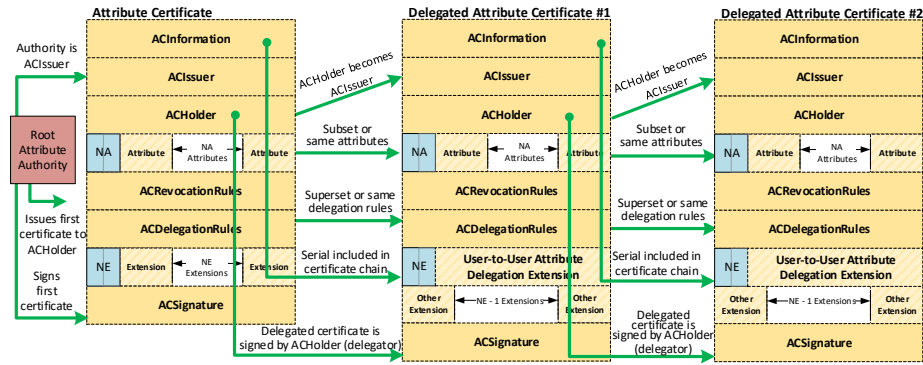 Attribute Certificate
Delegated Attribute Certificate #1
Delegated Attribute Certificate #2
Authority is
ACIssuer
Root
Attribute
Authority
Issues first
certificate to
ACHolder
Signs
first
certificate
ACInformation
ACIssuer
ACHolder
NA
Attribute
NA
Attributes
Attribute
ACRevocationRules
ACDelegationRules
NE
Extension
NE
Extensions
Extension
ACSignature
ACHolder becomes
ACIssuer
Subset or
same attributes
Superset or same
delegation rules
Serial included in
certificate chain
Delegated certificate is
signed by ACHolder (delegator)
ACInformation
ACIssuer
ACHolder
NA
Attribute
NA
Attributes
Attribute
ACRevocationRules
ACDelegationRules
NE
User-to-User Attribute
Delegation Extension
Other
Extension
NE - 1 Extensions
Other
Extension
ACSignature
ACHolder becomes
ACIssuer
Subset or
same attributes
Superset or same
delegation rules
Serial included in
certificate chain
Delegated
certificate is
signed by ACHolder
(delegator)
ACInformation
ACIssuer
ACHolder
NA
Attribute
NA
Attributes
Attribute
ACRevocationRules
ACDelegationRules
NE
User-to-User Attribute
Delegation Extension
Other
Extension
NE - 1 Extensions
Other
Extension
ACSignature